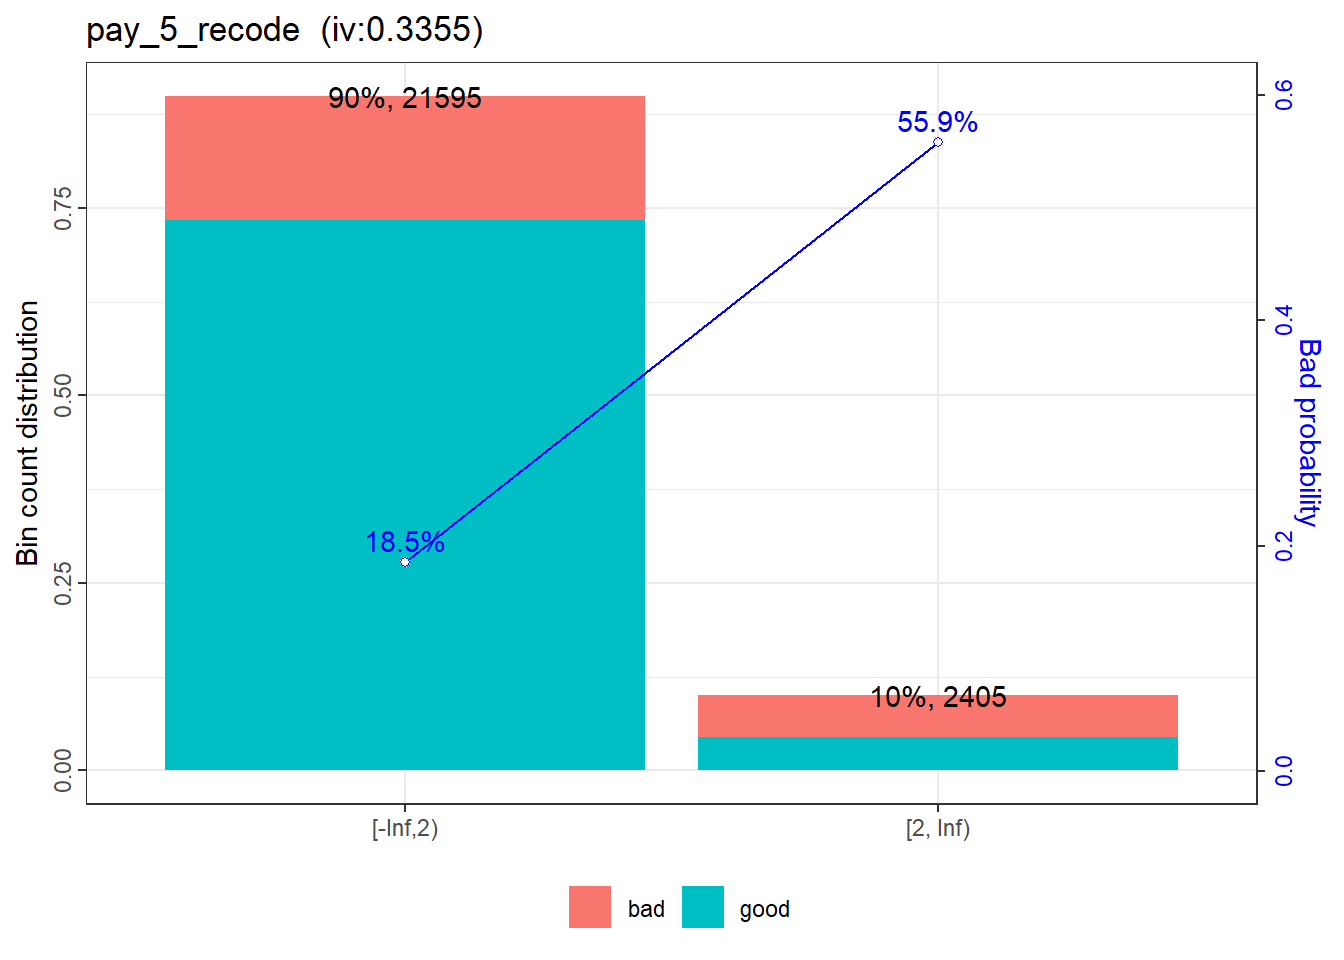 pay_5_recode  (iv:0.3355)
90%, 21595
55.9%
18.5%
10%, 2405
Bin count distribution
0.75
0.50
0.25
0.00
Bad probability
0.6
0.4
0.2
0.0
[-Inf,2)
[2, Inf)
bad
good